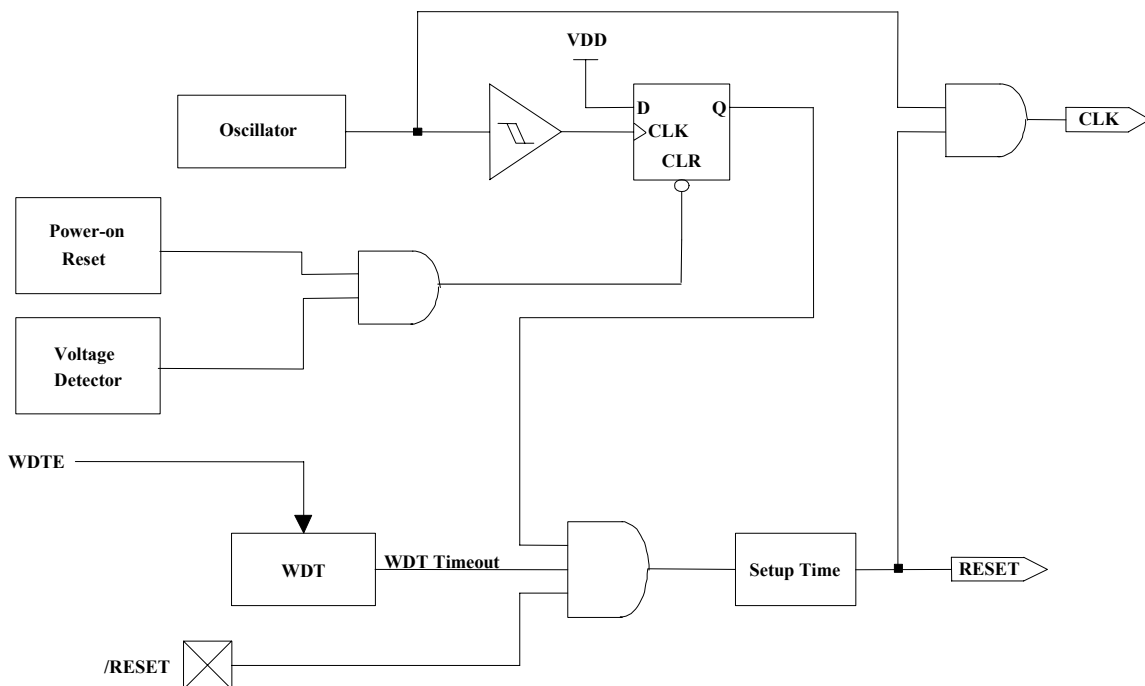 VDD
D
Q
CLK
CLR
Oscillator
CLK
Power-on
Reset
Voltage
Detector
WDTE
WDT
WDT Timeout
Setup Time
RESET
/RESET